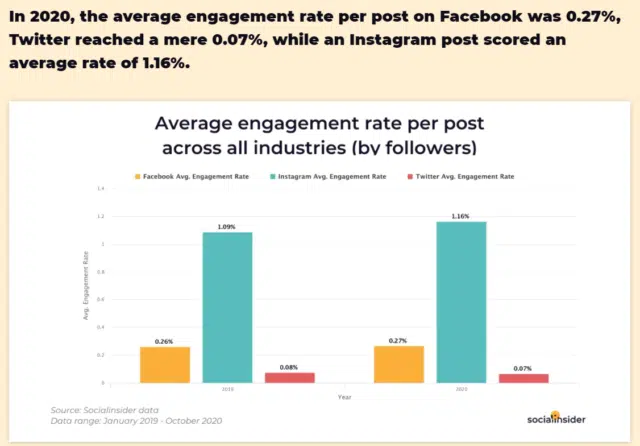 In 2020, the average engagement rate per post on Facebook was 0.27%,
Twitter reached a mere 0.07%, while an Instagram post scored an
average rate of 1.16%.
Average engagement rate per post
across all industries (by followers)
Facebook Avg. Engagement Rate
Instagram Avg. Engagement Rate
Twitter Avg. Engagement Rate
Avg. Engagement Rate
1.4
1.2
1
0.8
0.6
0.4
0.2
0
0.26%
1.09%
0.08%
0.27%
1.16%
0.07%
2019
2020
Year
Source: Socialinsider data
Data range: January 2019 - October 2020
socialinsider